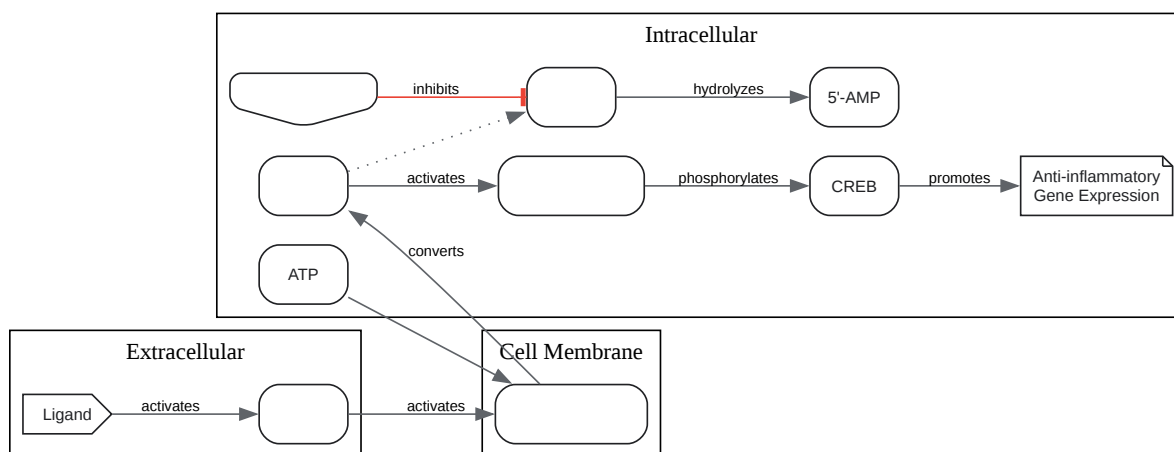 Intracellular
inhibits
hydrolyzes
5'-AMP
activates
phosphorylates
CREB
promotes
Anti-inflammatory
Gene Expression
converts
ATP
Extracellular
Cell Membrane
Ligand
activates
activates